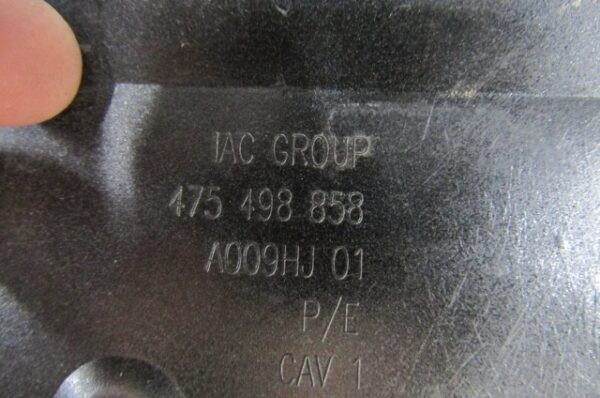 IAC GROUP
475 498 858
A009HJ 01
P/E
CAV 1